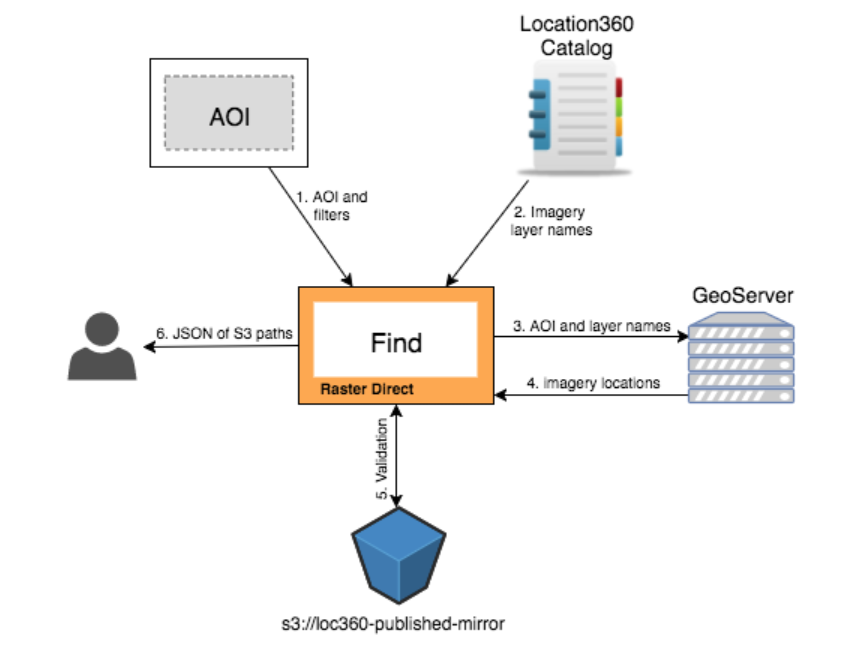 Location360
Catalog
AOI
1. AOI and
filters
2. Imagery
layer names
GeoServer
6. JSON of S3 paths
Find
3. AOI and layer names
4. imagery locations
Raster Direct
5. Validation
s3://loc360-published-mirror